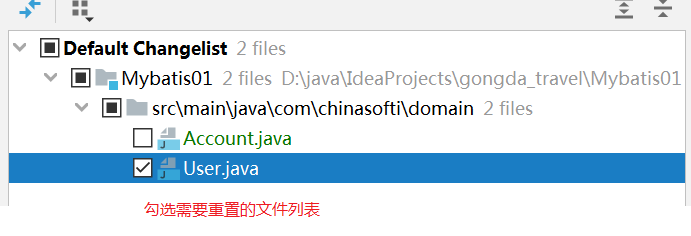 Default Changelist 2 files
Mybatis01 2 files D:\java\IdeaProjects\gongda_travel\Mybatis01
src\main\java\com\chinasofti\domain 2 files
Account.java
User.java
勾选需要重置的文件列表